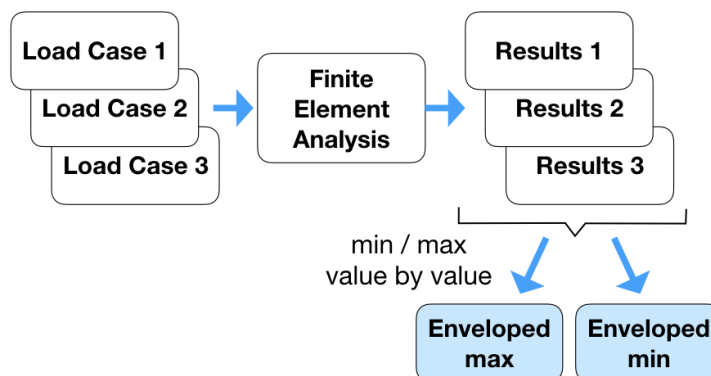 Load Case 1
Load Case 2
Load Case 3
Finite
Element
Analysis
Results 1
Results 2
Results 3
min / max
value by value
Enveloped
max
Enveloped
min